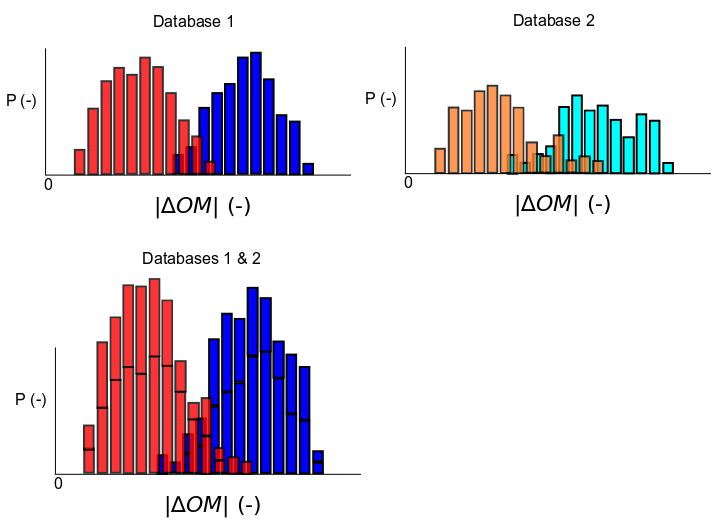 Database 1
P (-)
0
|ΔOM| (-)
Database 2
P (-)
0
|ΔOM| (-)
Databases 1 & 2
P (-)
0
|ΔOM| (-)